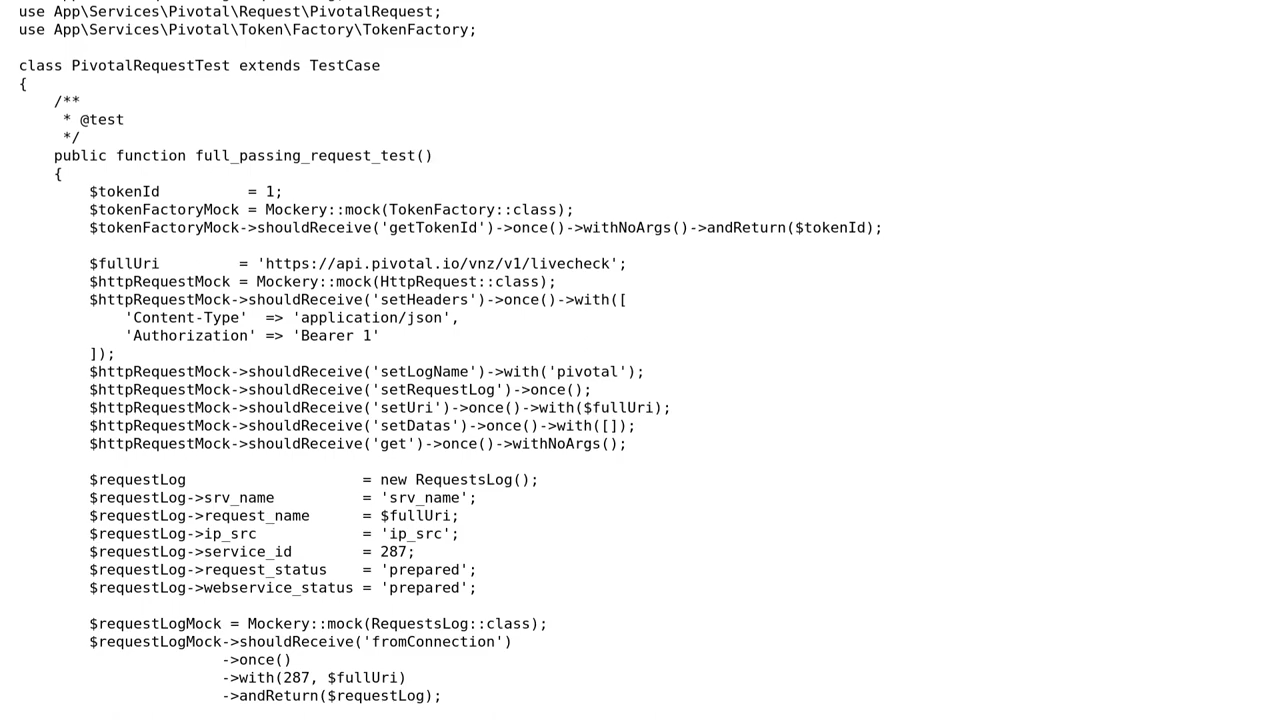 use App\Services\Pivotal\Request\PivotalRequest;
use App\Services\Pivotal\Token\Factory\TokenFactory;

class PivotalRequestTest extends TestCase
{
    /**
     * @test
     */
    public function full_passing_request_test()
    {
        $tokenId          = 1;
        $tokenFactoryMock = Mockery::mock(TokenFactory::class);
        $tokenFactoryMock->shouldReceive('getTokenId')->once()->withNoArgs()->andReturn($tokenId);

        $fullUri         = 'https://api.pivotal.io/vnz/v1/livecheck';
        $httpRequestMock = Mockery::mock(HttpRequest::class);
        $httpRequestMock->shouldReceive('setHeaders')->once()->with([
            'Content-Type'  => 'application/json',
            'Authorization' => 'Bearer 1'
        ]);
        $httpRequestMock->shouldReceive('setLogName')->with('pivotal');
        $httpRequestMock->shouldReceive('setRequestLog')->once();
        $httpRequestMock->shouldReceive('setUri')->once()->with($fullUri);
        $httpRequestMock->shouldReceive('setDatas')->once()->with([]);
        $httpRequestMock->shouldReceive('get')->once()->withNoArgs();

        $requestLog                    = new RequestsLog();
        $requestLog->srv_name          = 'srv_name';
        $requestLog->request_name      = $fullUri;
        $requestLog->ip_src            = 'ip_src';
        $requestLog->service_id        = 287;
        $requestLog->request_status    = 'prepared';
        $requestLog->webservice_status = 'prepared';

        $requestLogMock = Mockery::mock(RequestsLog::class);
        $requestLogMock->shouldReceive('fromConnection')
                       ->once()
                       ->with(287, $fullUri)
                       ->andReturn($requestLog);